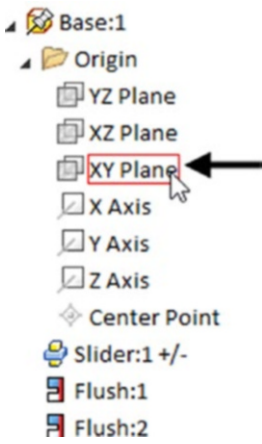 Base:1
Origin
YZ Plane
XZ Plane
XY Plane
X Axis
Y Axis
Z Axis
Center Point
Slider:1 +/-
Flush:1
Flush:2